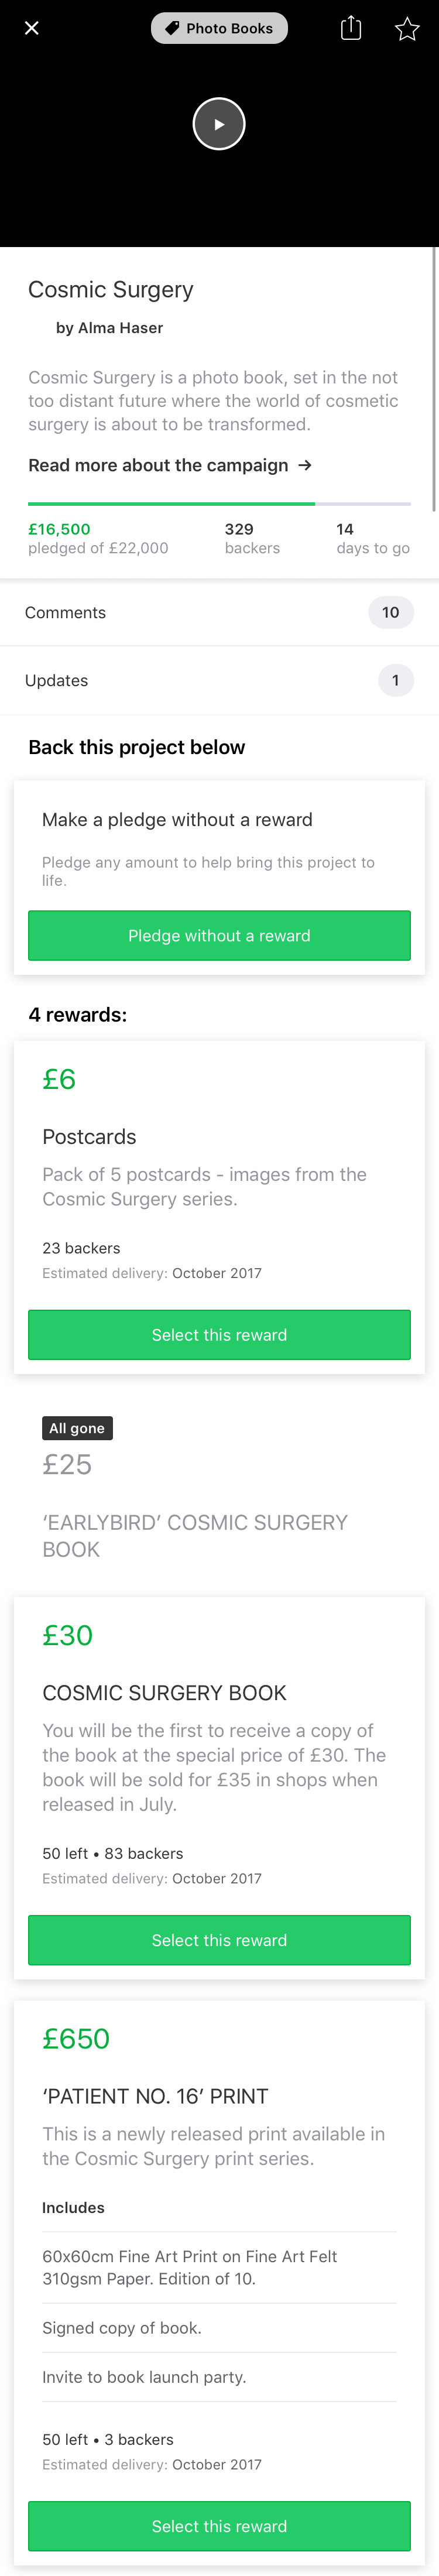 Photo Books
Cosmic Surgery
by Alma Haser
Cosmic Surgery is a photo book, set in the not
too distant future where the world of cosmetic
surgery is about to be transformed.
Read more about the campaign →
£16,500
pledged of £22,000
329
backers
14
days to go
Comments
10
Updates
1
Back this project below
Make a pledge without a reward
Pledge any amount to help bring this project to
life.
Pledge without a reward
4 rewards:
£6
Postcards
Pack of 5 postcards - images from the
Cosmic Surgery series.
23 backers
Estimated delivery: October 2017
Select this reward
All gone
£25
‘EARLYBIRD’ COSMIC SURGERY
BOOK
£30
COSMIC SURGERY BOOK
You will be the first to receive a copy of
the book at the special price of £30. The
book will be sold for £35 in shops when
released in July.
50 left • 83 backers
Estimated delivery: October 2017
Select this reward
£650
‘PATIENT NO. 16’ PRINT
This is a newly released print available in
the Cosmic Surgery print series.
Includes
60x60cm Fine Art Print on Fine Art Felt
310gsm Paper. Edition of 10.
Signed copy of book.
Invite to book launch party.
50 left • 3 backers
Estimated delivery: October 2017
Select this reward